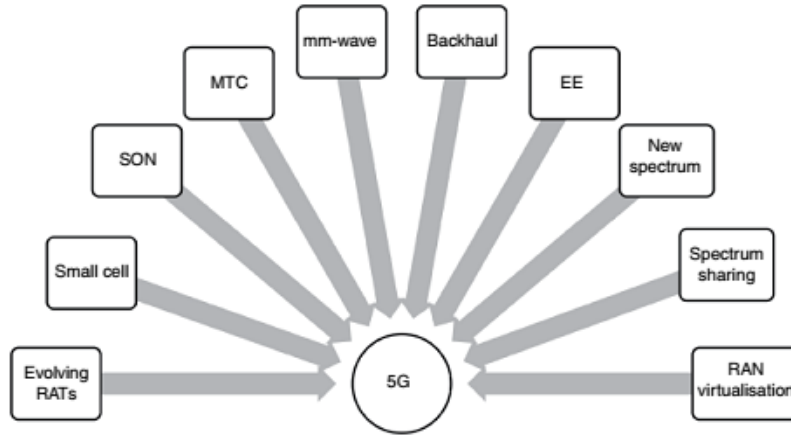 mm-wave
Backhaul
MTC
EE
SON
New
spectrum
Small cell
Spectrum
sharing
Evolving
RATs
5G
RAN
virtualisation